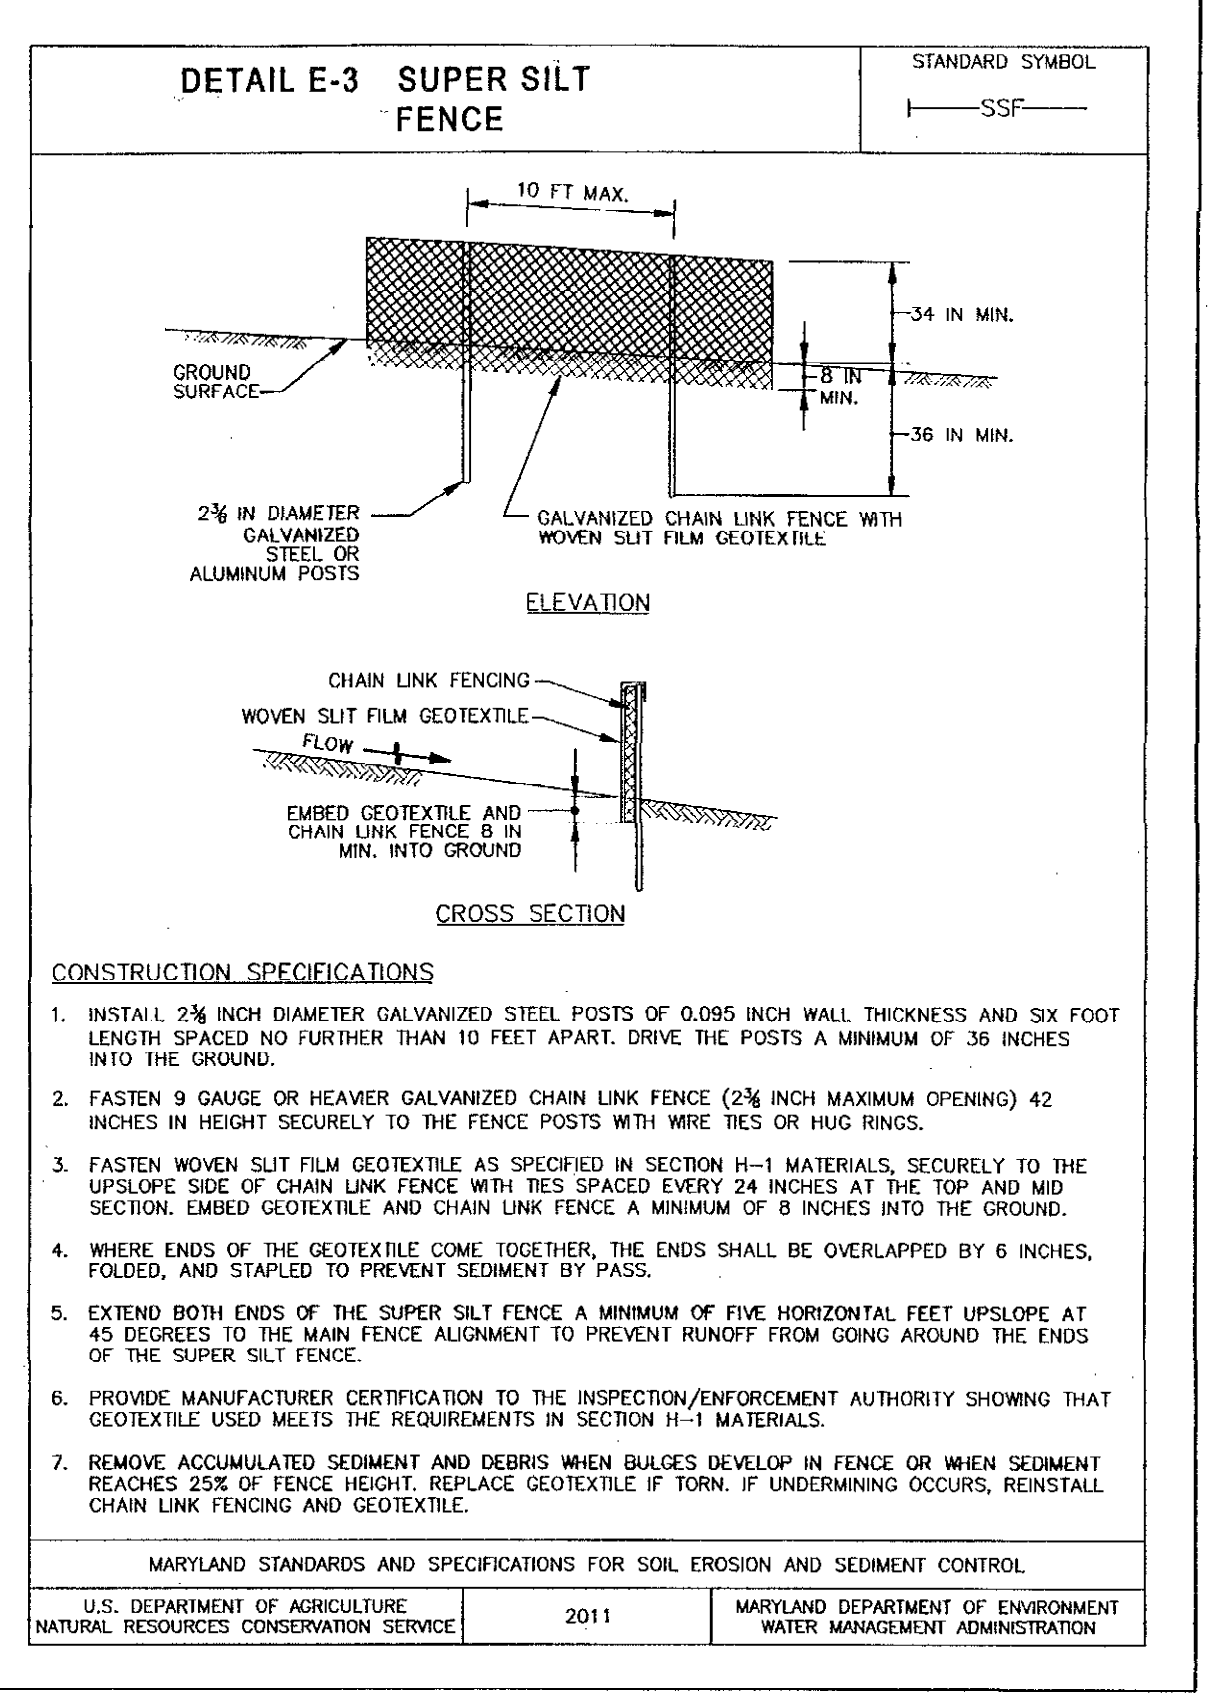 DETAIL E-3 SUPER SILT
FENCE
STANDARD SYMBOL
SSF
10 FT MAX.
34 IN MIN.
GROUND
SURFACE
8 IN
MIN.
36 IN MIN.
2⅜ IN DIAMETER
GALVANIZED
STEEL OR
ALUMINUM POSTS
GALVANIZED CHAIN LINK FENCE WITH
WOVEN SLIT FILM GEOTEXTILE
ELEVATION
CHAIN LINK FENCING
WOVEN SLIT FILM GEOTEXTILE
FLOW
EMBED GEOTEXTILE AND
CHAIN LINK FENCE 8 IN
MIN. INTO GROUND
CROSS SECTION
CONSTRUCTION SPECIFICATIONS
1. INSTALL 2⅜ INCH DIAMETER GALVANIZED STEEL POSTS OF 0.095 INCH WALL THICKNESS AND SIX FOOT
LENGTH SPACED NO FURTHER THAN 10 FEET APART. DRIVE THE POSTS A MINIMUM OF 36 INCHES
INTO THE GROUND.
2. FASTEN 9 GAUGE OR HEAVIER GALVANIZED CHAIN LINK FENCE (2⅜ INCH MAXIMUM OPENING) 42
INCHES IN HEIGHT SECURELY TO THE FENCE POSTS WITH WIRE TIES OR HUG RINGS.
3. FASTEN WOVEN SLIT FILM GEOTEXTILE AS SPECIFIED IN SECTION H-1 MATERIALS, SECURELY TO THE
UPSLOPE SIDE OF CHAIN LINK FENCE WITH TIES SPACED EVERY 24 INCHES AT THE TOP AND MID
SECTION. EMBED GEOTEXTILE AND CHAIN LINK FENCE A MINIMUM OF 8 INCHES INTO THE GROUND.
4. WHERE ENDS OF THE GEOTEXTILE COME TOGETHER, THE ENDS SHALL BE OVERLAPPED BY 6 INCHES,
FOLDED, AND STAPLED TO PREVENT SEDIMENT BY PASS.
5. EXTEND BOTH ENDS OF THE SUPER SILT FENCE A MINIMUM OF FIVE HORIZONTAL FEET UPSLOPE AT
45 DEGREES TO THE MAIN FENCE ALIGNMENT TO PREVENT RUNOFF FROM GOING AROUND THE ENDS
OF THE SUPER SILT FENCE.
6. PROVIDE MANUFACTURER CERTIFICATION TO THE INSPECTION/ENFORCEMENT AUTHORITY SHOWING THAT
GEOTEXTILE USED MEETS THE REQUIREMENTS IN SECTION H-1 MATERIALS.
7. REMOVE ACCUMULATED SEDIMENT AND DEBRIS WHEN BULGES DEVELOP IN FENCE OR WHEN SEDIMENT
REACHES 25% OF FENCE HEIGHT. REPLACE GEOTEXTILE IF TORN. IF UNDERMINING OCCURS, REINSTALL
CHAIN LINK FENCING AND GEOTEXTILE.
MARYLAND STANDARDS AND SPECIFICATIONS FOR SOIL EROSION AND SEDIMENT CONTROL
U.S. DEPARTMENT OF AGRICULTURE
NATURAL RESOURCES CONSERVATION SERVICE
2011
MARYLAND DEPARTMENT OF ENVIRONMENT
WATER MANAGEMENT ADMINISTRATION